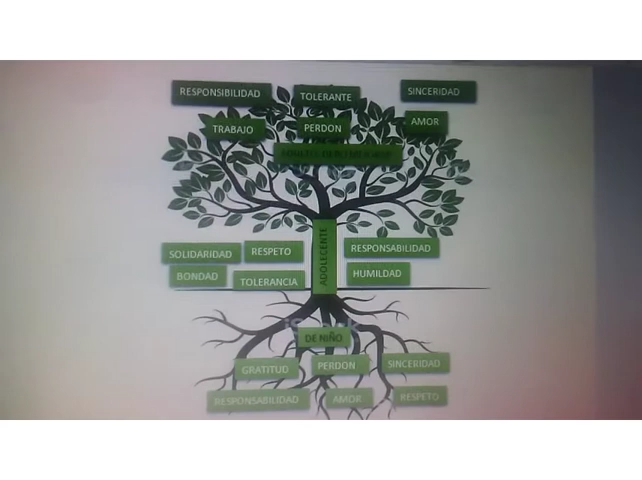 RESPONSIBILIDAD TOLERANTE SINCERIDAD
TRABAJO PERDON AMOR
ADOLECENTE
SOLIDARIDAD RESPETO RESPONSABILIDAD
BONDAD TOLERANCIA HUMILDAD
DE NIÑO
GRATITUD PERDON SINCERIDAD
RESPONSABILIDAD AMOR RESPETO